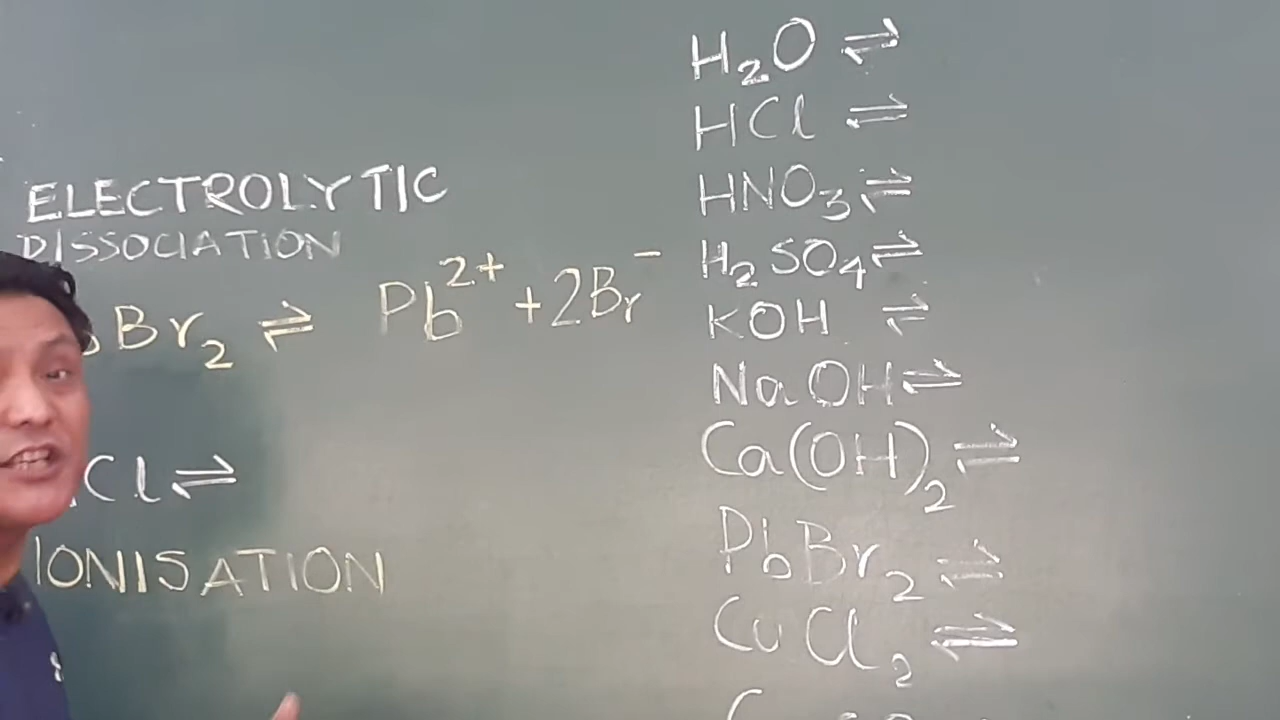 ELECTROLYTIC
DISSOCIATION
Br₂ ⇌ Pb²⁺ + 2Br⁻
Cl ⇌
IONISATION
H₂O ⇌
HCl ⇌
HNO₃ ⇌
H₂SO₄ ⇌
KOH ⇌
NaOH ⇌
Ca(OH)₂ ⇌
PbBr₂ ⇌
CuCl₂ ⇌